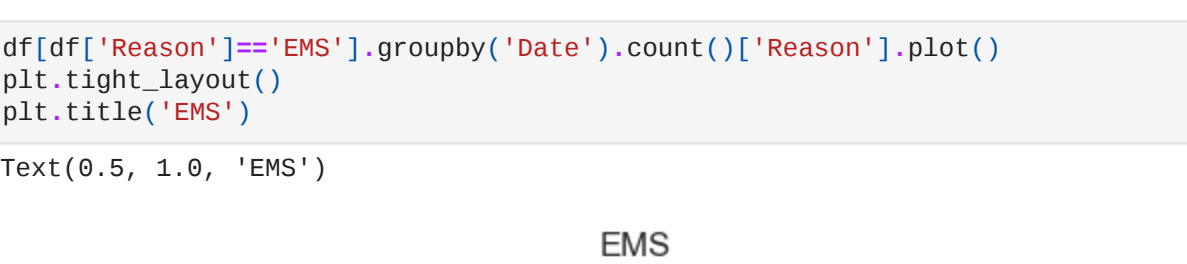 df[df['Reason']=='EMS'].groupby('Date').count()['Reason'].plot()
plt.tight_layout()
plt.title('EMS')
Text(0.5, 1.0, 'EMS')
EMS